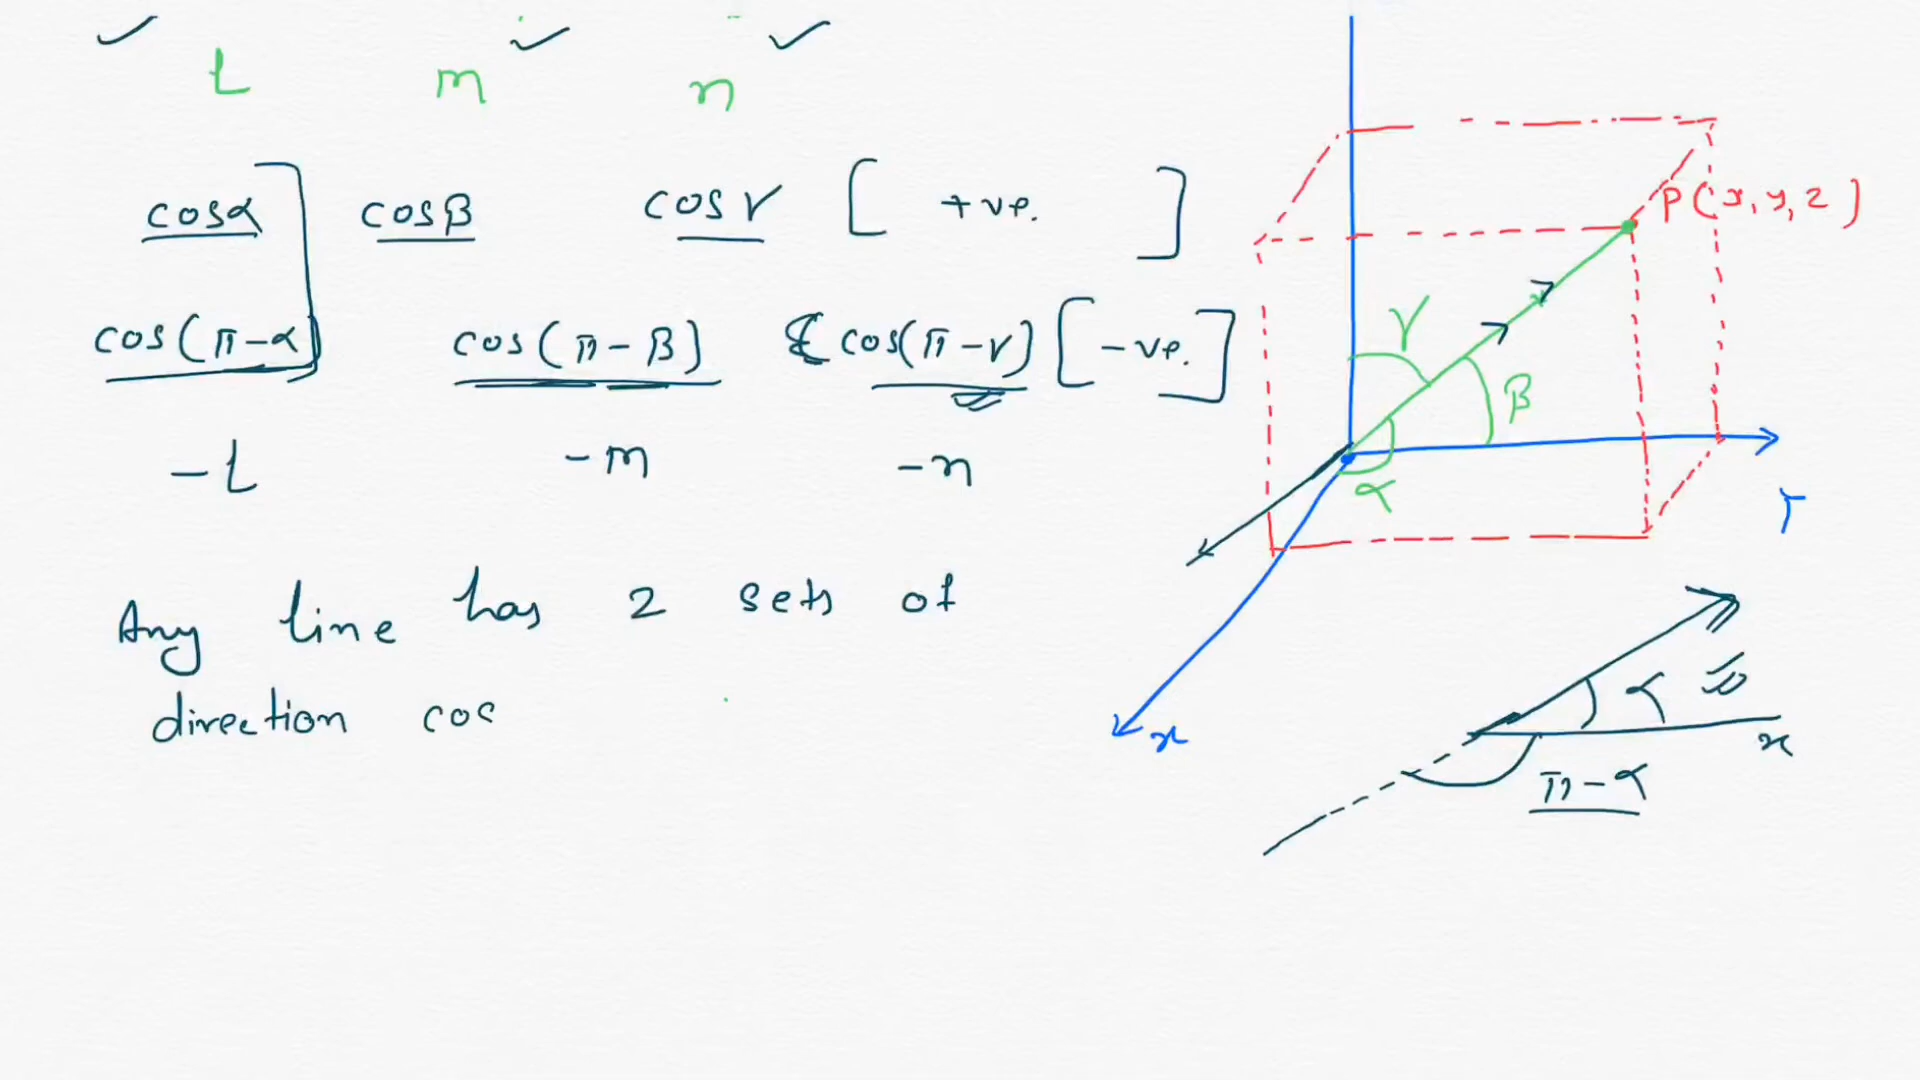 l m n
cosα cosβ cosγ [ +ve. ]
cos(π-α) cos(π-β) cos(π-γ) [ -ve. ]
-l -m -n
Any line has 2 sets of
direction cos
P(x, y, z)
γ
β
α
Y
x
α
x
π-α